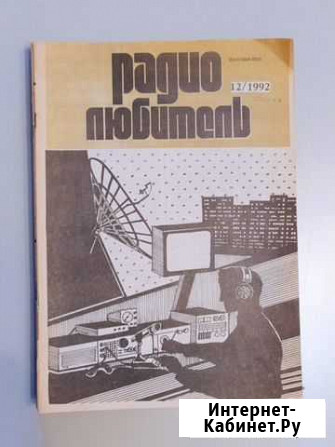 радио
12/1992
любитель
Интернет-
Кабинет.Ру